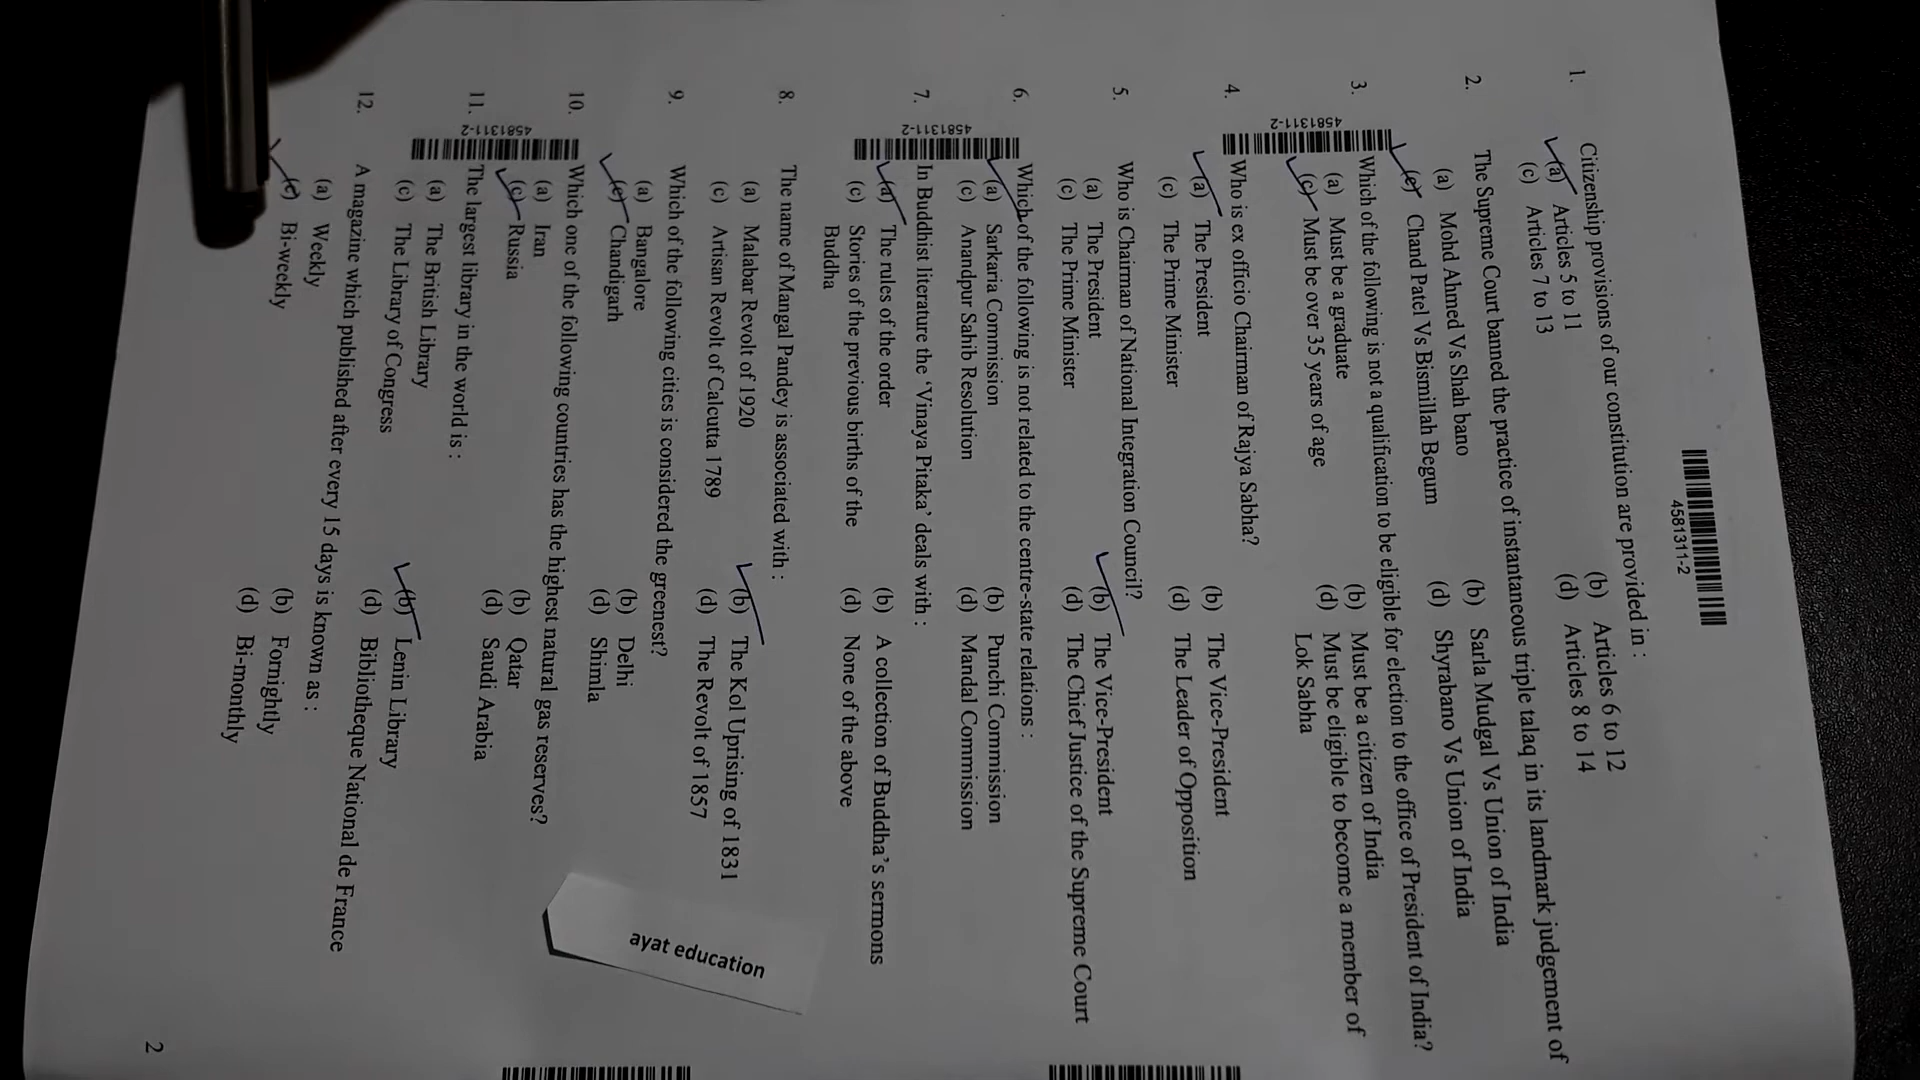 4581311-2
1. Citizenship provisions of our constitution are provided in :
(a) Articles 5 to 11 (b) Articles 6 to 12
(c) Articles 7 to 13 (d) Articles 8 to 14
2. The Supreme Court banned the practice of instantaneous triple talaq in its landmark judgement of
(a) Mohd Ahmed Vs Shah bano (b) Sarla Mudgal Vs Union of India
(c) Chand Patel Vs Bismillah Begum (d) Shyrabano Vs Union of India
3. Which of the following is not a qualification to be eligible for election to the office of President of India?
(a) Must be a graduate (b) Must be a citizen of India
(c) Must be over 35 years of age (d) Must be eligible to become a member of
Lok Sabha
4581311-2
4. Who is ex officio Chairman of Rajya Sabha?
(a) The President (b) The Vice-President
(c) The Prime Minister (d) The Leader of Opposition
5. Who is Chairman of National Integration Council?
(a) The President (b) The Vice-President
(c) The Prime Minister (d) The Chief Justice of the Supreme Court
6. Which of the following is not related to the centre-state relations :
(a) Sarkaria Commission (b) Punchi Commission
(c) Anandpur Sahib Resolution (d) Mandal Commission
4581311-2
7. In Buddhist literature the ‘Vinaya Pitaka’ deals with :
(a) The rules of the order (b) A collection of Buddha’s sermons
(c) Stories of the previous births of the (d) None of the above
Buddha
8. The name of Mangal Pandey is associated with :
(a) Malabar Revolt of 1920 (b) The Kol Uprising of 1831
(c) Artisan Revolt of Calcutta 1789 (d) The Revolt of 1857
9. Which of the following cities is considered the greenest?
(a) Bangalore (b) Delhi
(c) Chandigarh (d) Shimla
10. Which one of the following countries has the highest natural gas reserves?
(a) Iran (b) Qatar
(c) Russia (d) Saudi Arabia
4581311-2
11. The largest library in the world is :
(a) The British Library (b) Lenin Library
(c) The Library of Congress (d) Bibliotheque National de France
12. A magazine which published after every 15 days is known as :
(a) Weekly (b) Fornightly
(c) Bi-weekly (d) Bi-monthly
ayat education
2